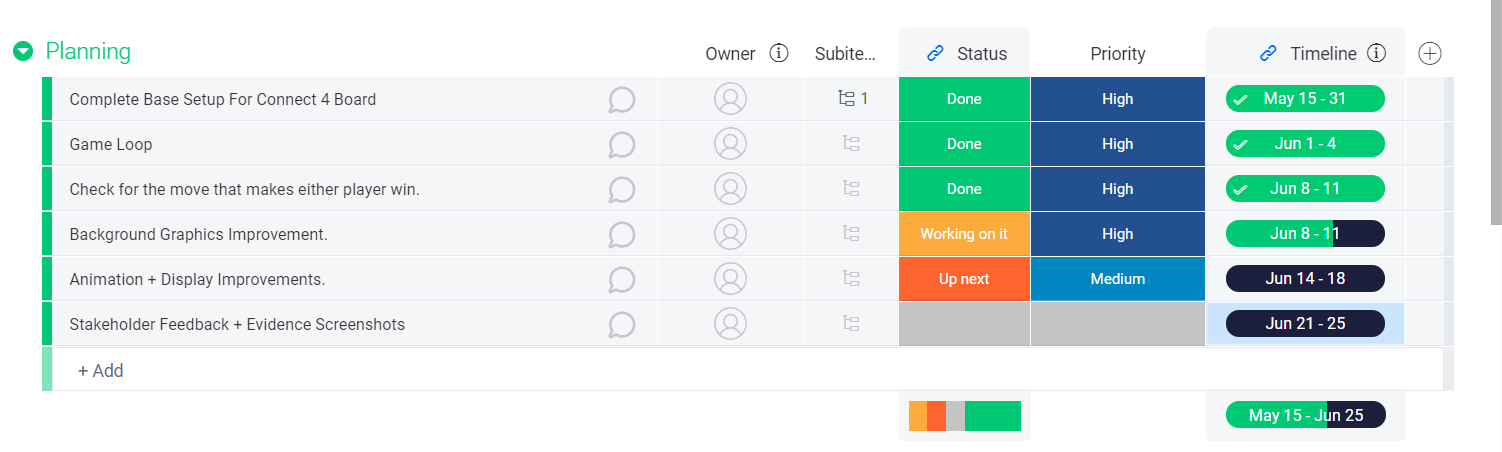 Planning Owner Subite... Status Priority Timeline
Complete Base Setup For Connect 4 Board 1 Done High May 15 - 31
Game Loop Done High Jun 1 - 4
Check for the move that makes either player win. Done High Jun 8 - 11
Background Graphics Improvement. Working on it High Jun 8 - 11
Animation + Display Improvements. Up next Medium Jun 14 - 18
Stakeholder Feedback + Evidence Screenshots Jun 21 - 25
+ Add
May 15 - Jun 25